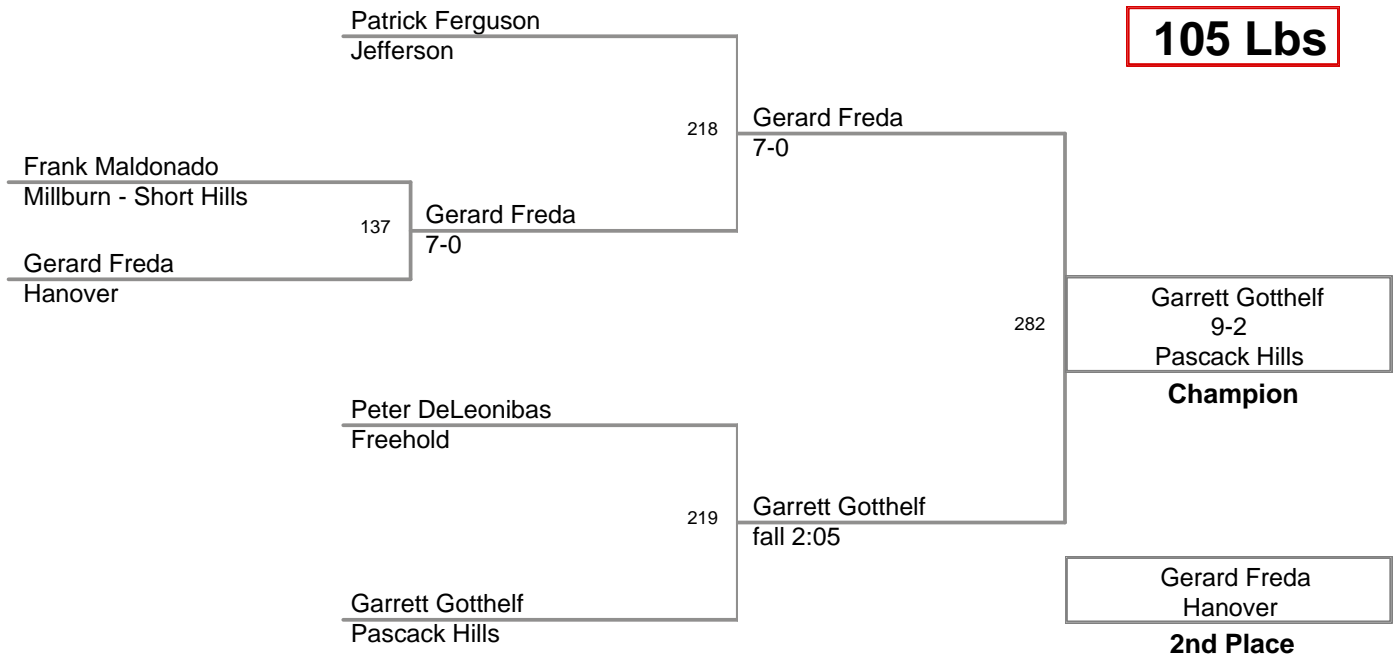 Patrick Ferguson
Jefferson
105 Lbs
218
Gerard Freda
7-0
Frank Maldonado
Millburn - Short Hills
137
Gerard Freda
7-0
Gerard Freda
Hanover
282
Garrett Gotthelf
9-2
Pascack Hills
Champion
Peter DeLeonibas
Freehold
219
Garrett Gotthelf
fall 2:05
Garrett Gotthelf
Pascack Hills
Gerard Freda
Hanover
2nd Place